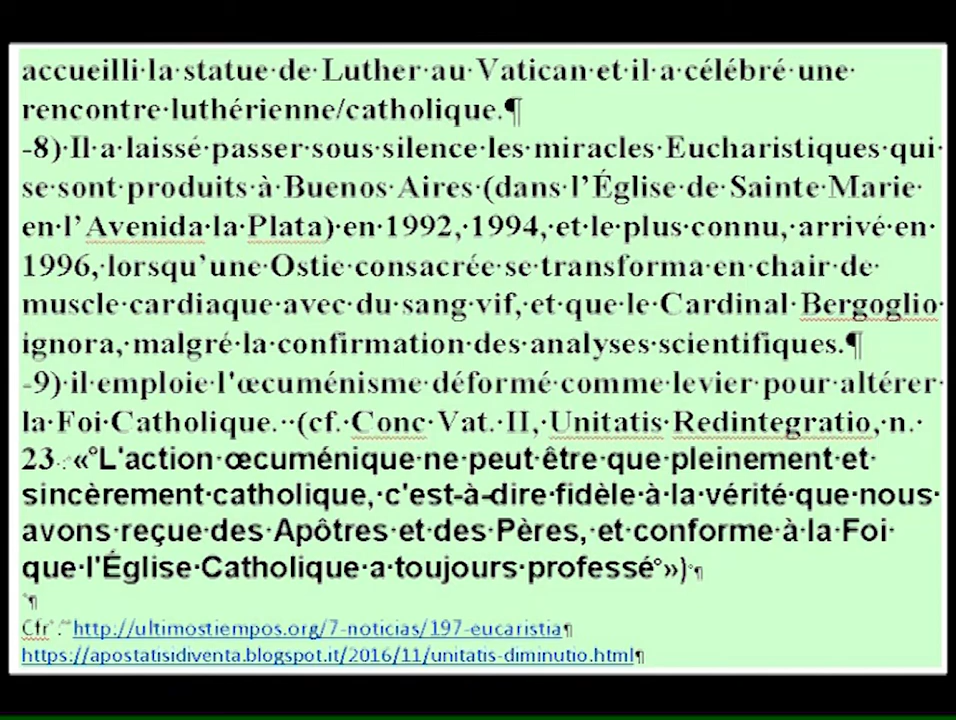 accueilli la statue de Luther au Vatican et il a célébré une
rencontre luthérienne/catholique.¶
-8) Il a laissé passer sous silence les miracles Eucharistiques qui
se sont produits à Buenos Aires (dans l’Église de Sainte Marie
en l’Avenida la Plata) en 1992, 1994, et le plus connu, arrivé en
1996, lorsqu’une Ostie consacrée se transforma en chair de
muscle cardiaque avec du sang vif, et que le Cardinal Bergoglio
ignora, malgré la confirmation des analyses scientifiques.¶
-9) il emploie l'œcuménisme déformé comme levier pour altérer
la Foi Catholique. (cf. Conc Vat. II, Unitatis Redintegratio, n.
23 : «°L'action œcuménique ne peut être que pleinement et
sincèrement catholique, c'est-à-dire fidèle à la vérité que nous
avons reçue des Apôtres et des Pères, et conforme à la Foi
que l'Église Catholique a toujours professé°»)¶
¶
Cfr . http://ultimostiempos.org/7-noticias/197-eucaristia¶
https://apostatisidiventa.blogspot.it/2016/11/unitatis-diminutio.html¶